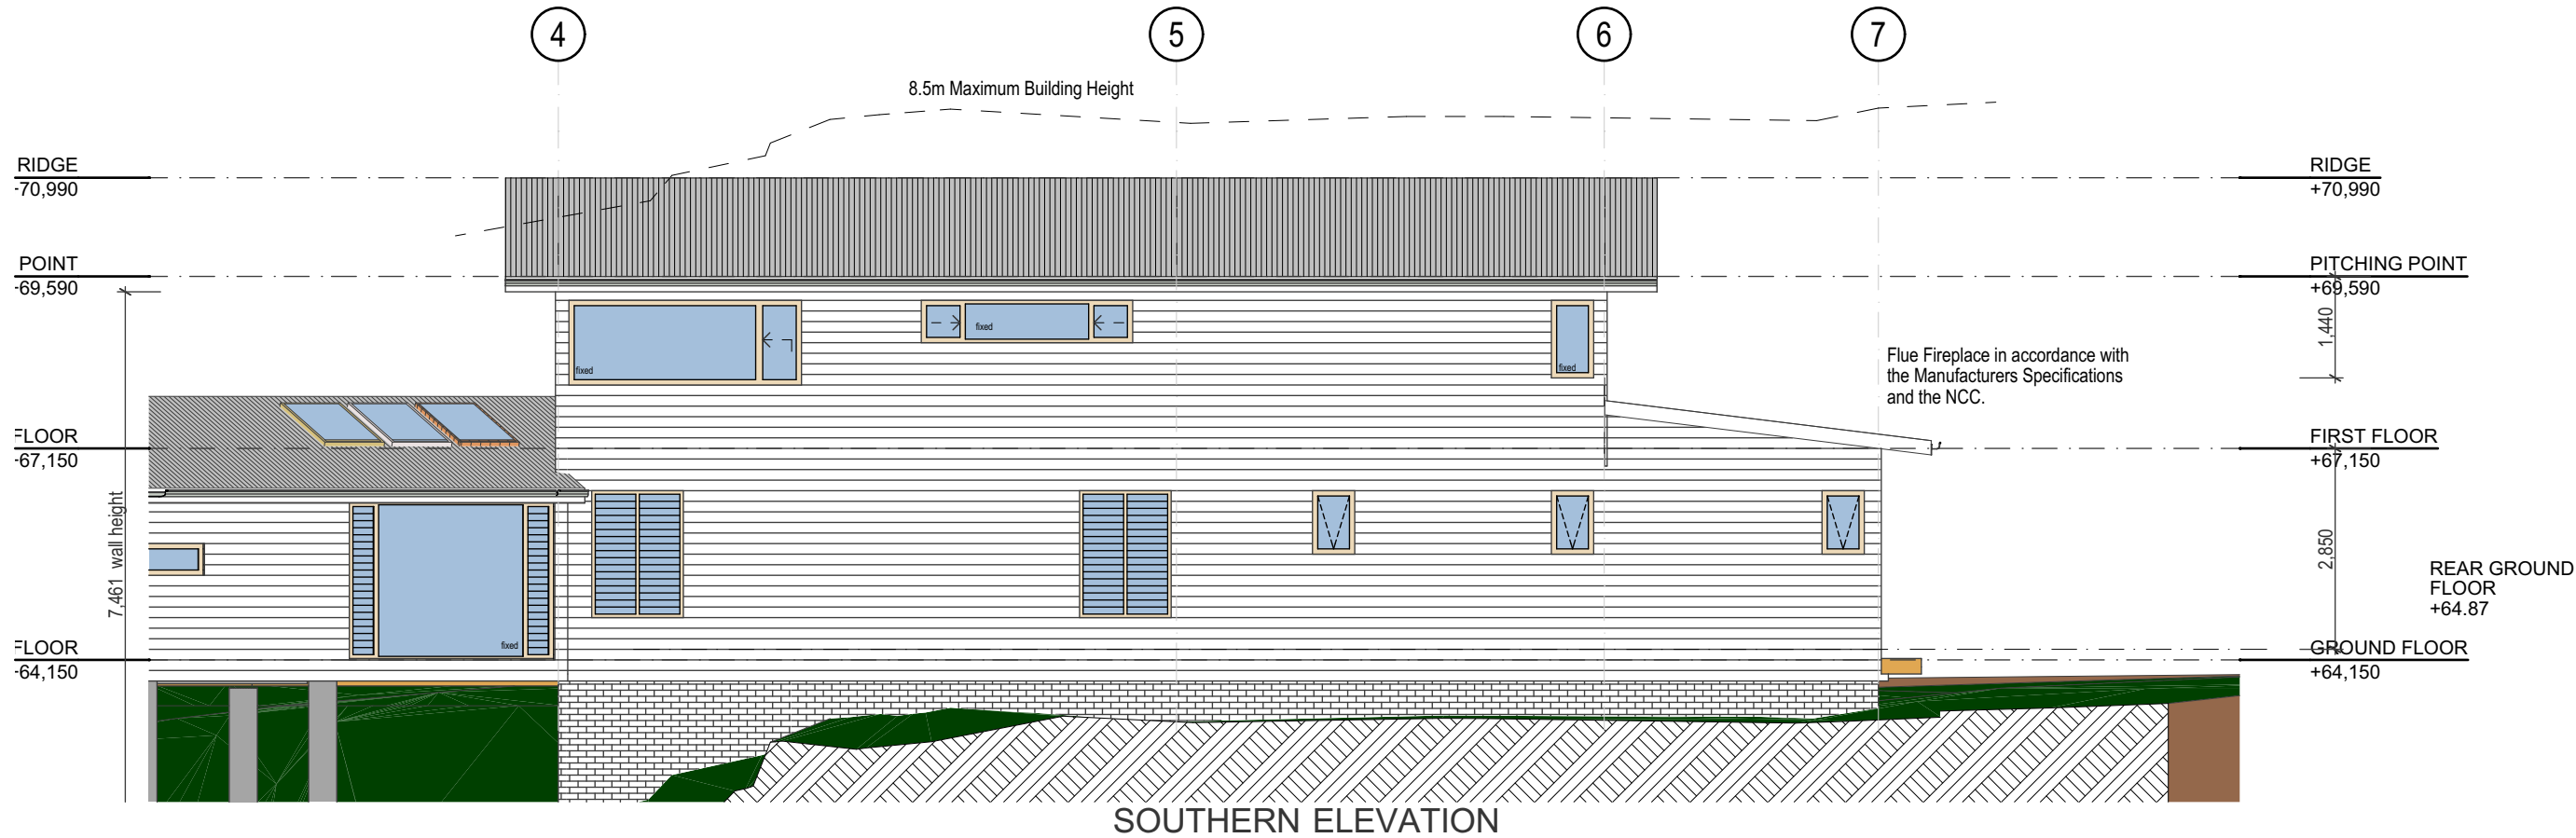 4
5
6
7
8.5m Maximum Building Height
RIDGE
-70,990
RIDGE
+70,990
POINT
-69,590
PITCHING POINT
+69,590
1,440
fixed
fixed
fixed
Flue Fireplace in accordance with
the Manufacturers Specifications
and the NCC.
FLOOR
-67,150
FIRST FLOOR
+67,150
7,461 wall height
2,850
REAR GROUND
FLOOR
+64.87
fixed
FLOOR
-64,150
GROUND FLOOR
+64,150
SOUTHERN ELEVATION